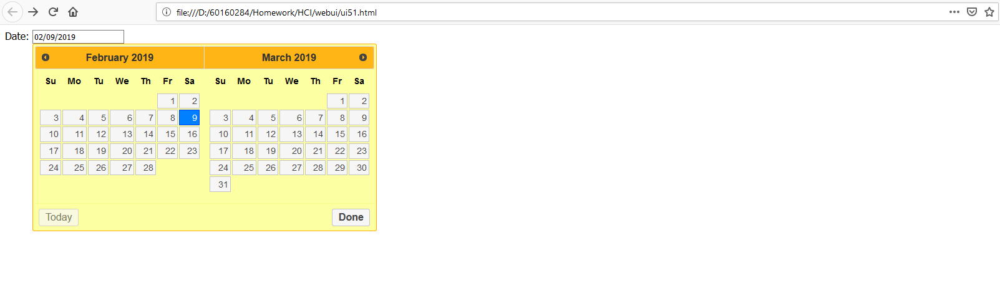 file:///D:/60160284/Homework/HCI/webui/ui51.html
Date: 02/09/2019
February 2019
Su Mo Tu We Th Fr Sa
1 2
3 4 5 6 7 8 9
10 11 12 13 14 15 16
17 18 19 20 21 22 23
24 25 26 27 28
March 2019
Su Mo Tu We Th Fr Sa
1 2
3 4 5 6 7 8 9
10 11 12 13 14 15 16
17 18 19 20 21 22 23
24 25 26 27 28 29 30
31
Today Done